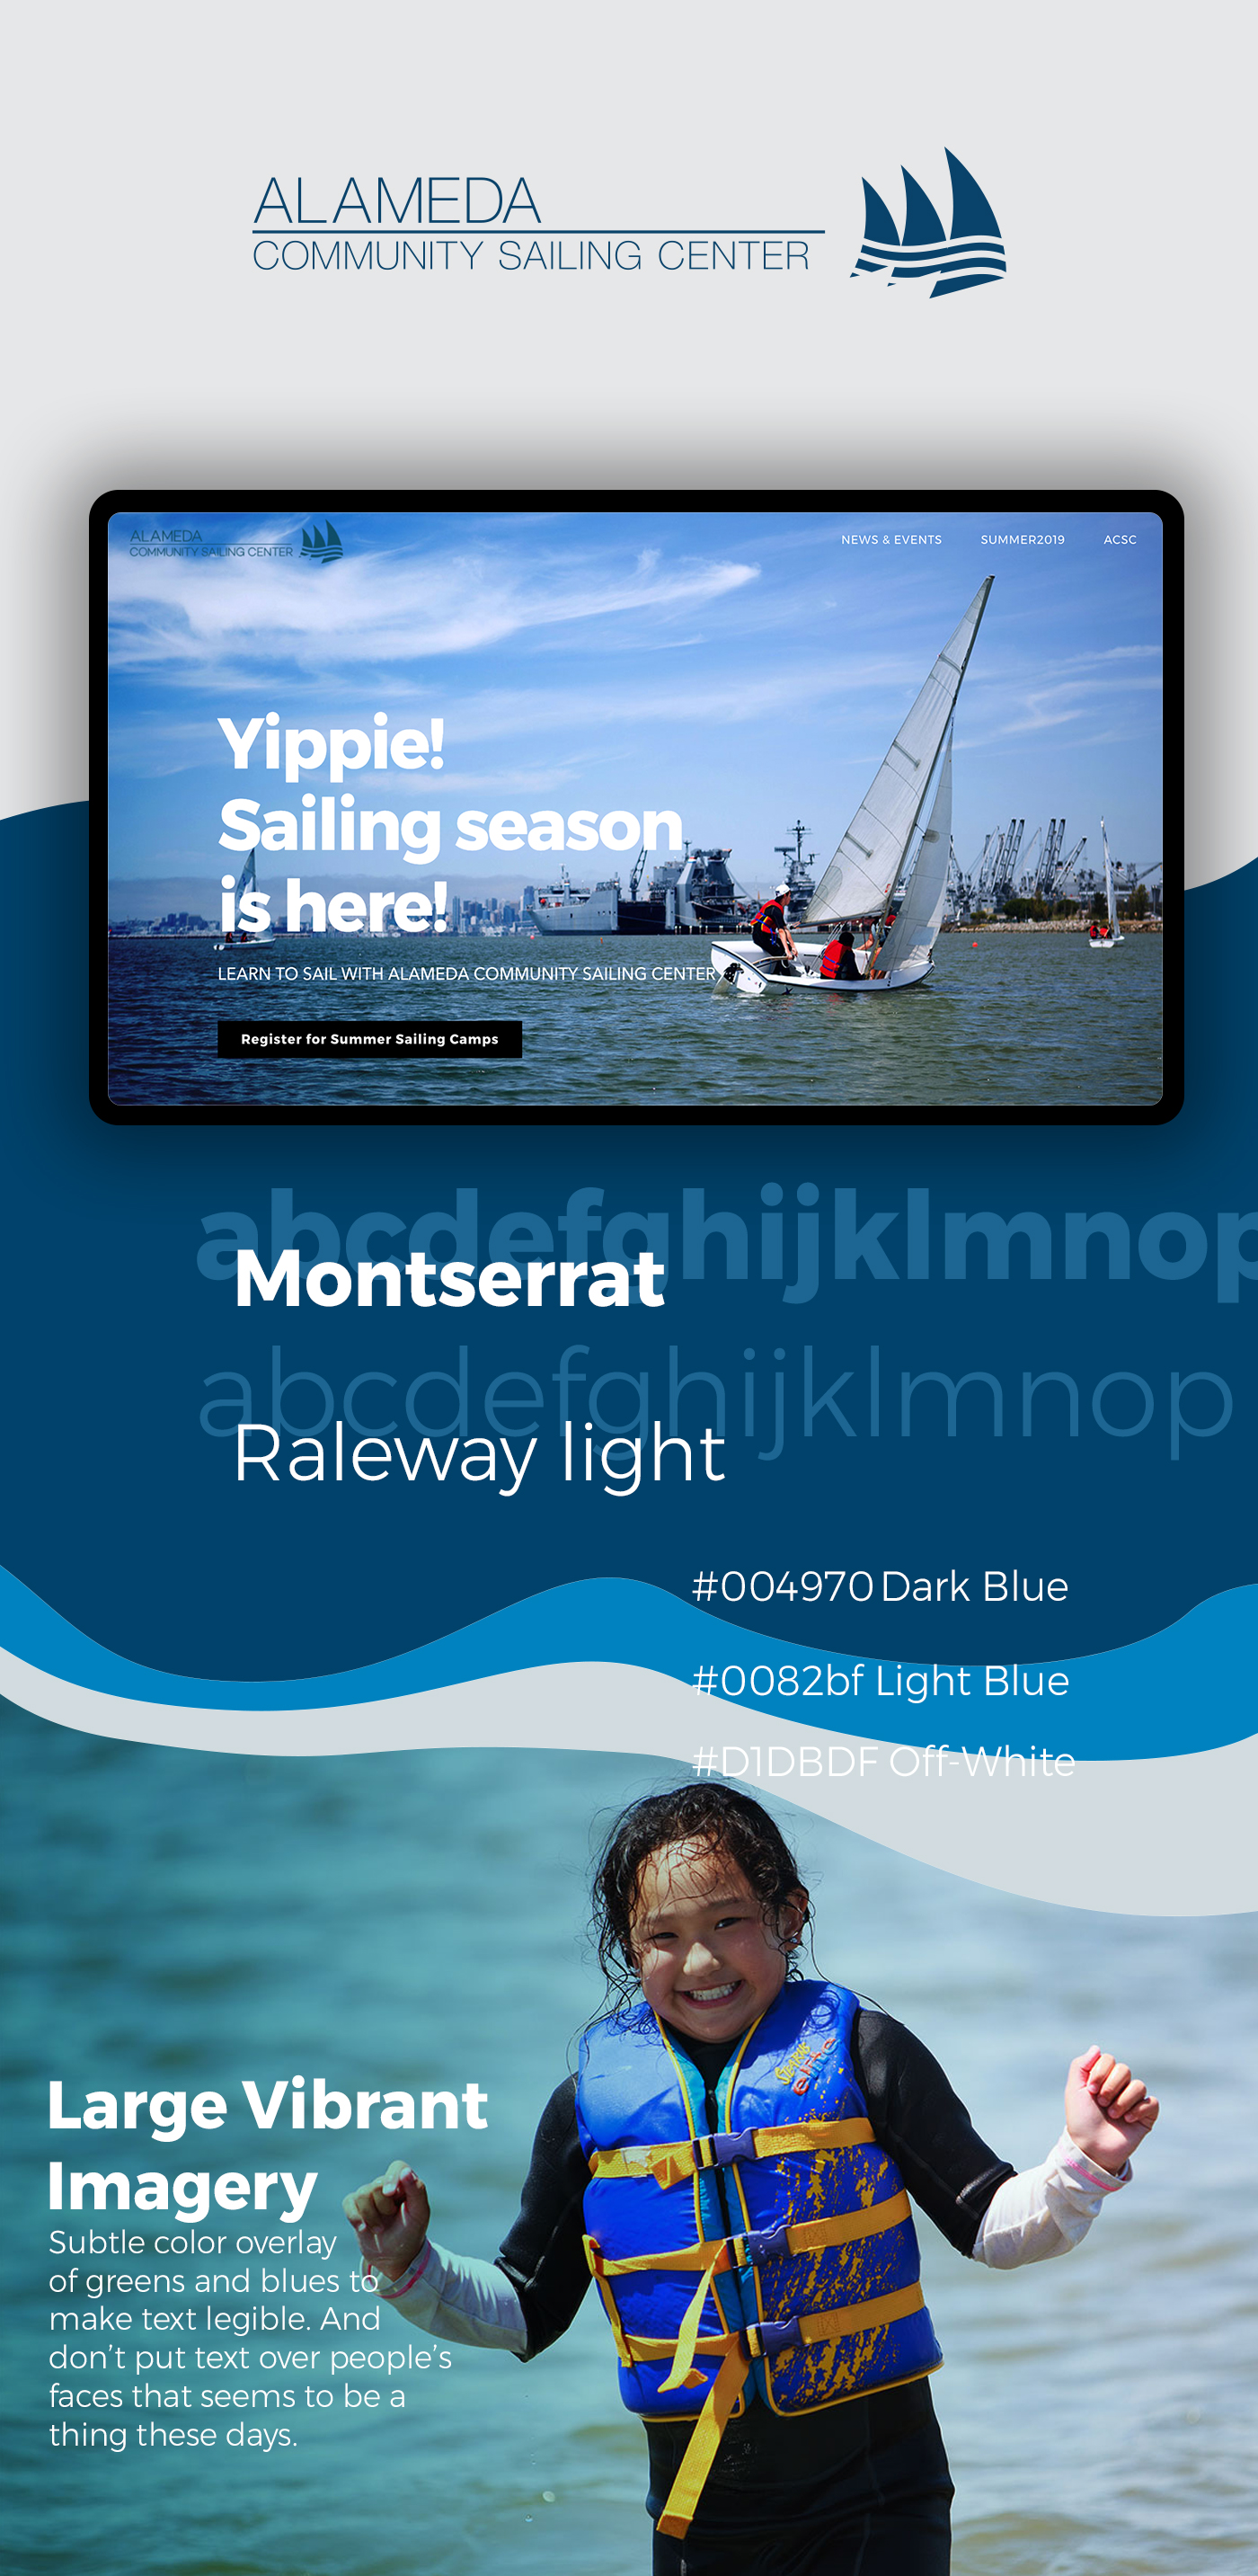 ALAMEDA
COMMUNITY SAILING CENTER
ALAMEDA
COMMUNITY SAILING CENTER
NEWS & EVENTS
SUMMER2019
ACSC
Yippie!
Sailing season
is here!
LEARN TO SAIL WITH ALAMEDA COMMUNITY SAILING CENTER
Register for Summer Sailing Camps
abcdefghijklmnop
Montserrat
abcdefghijklmnop
Raleway light
#004970 Dark Blue
#0082bf Light Blue
#D1DBDF Off-White
STEARNS
elite
Large Vibrant
Imagery
Subtle color overlay
of greens and blues to
make text legible. And
don't put text over people's
faces that seems to be a
thing these days.